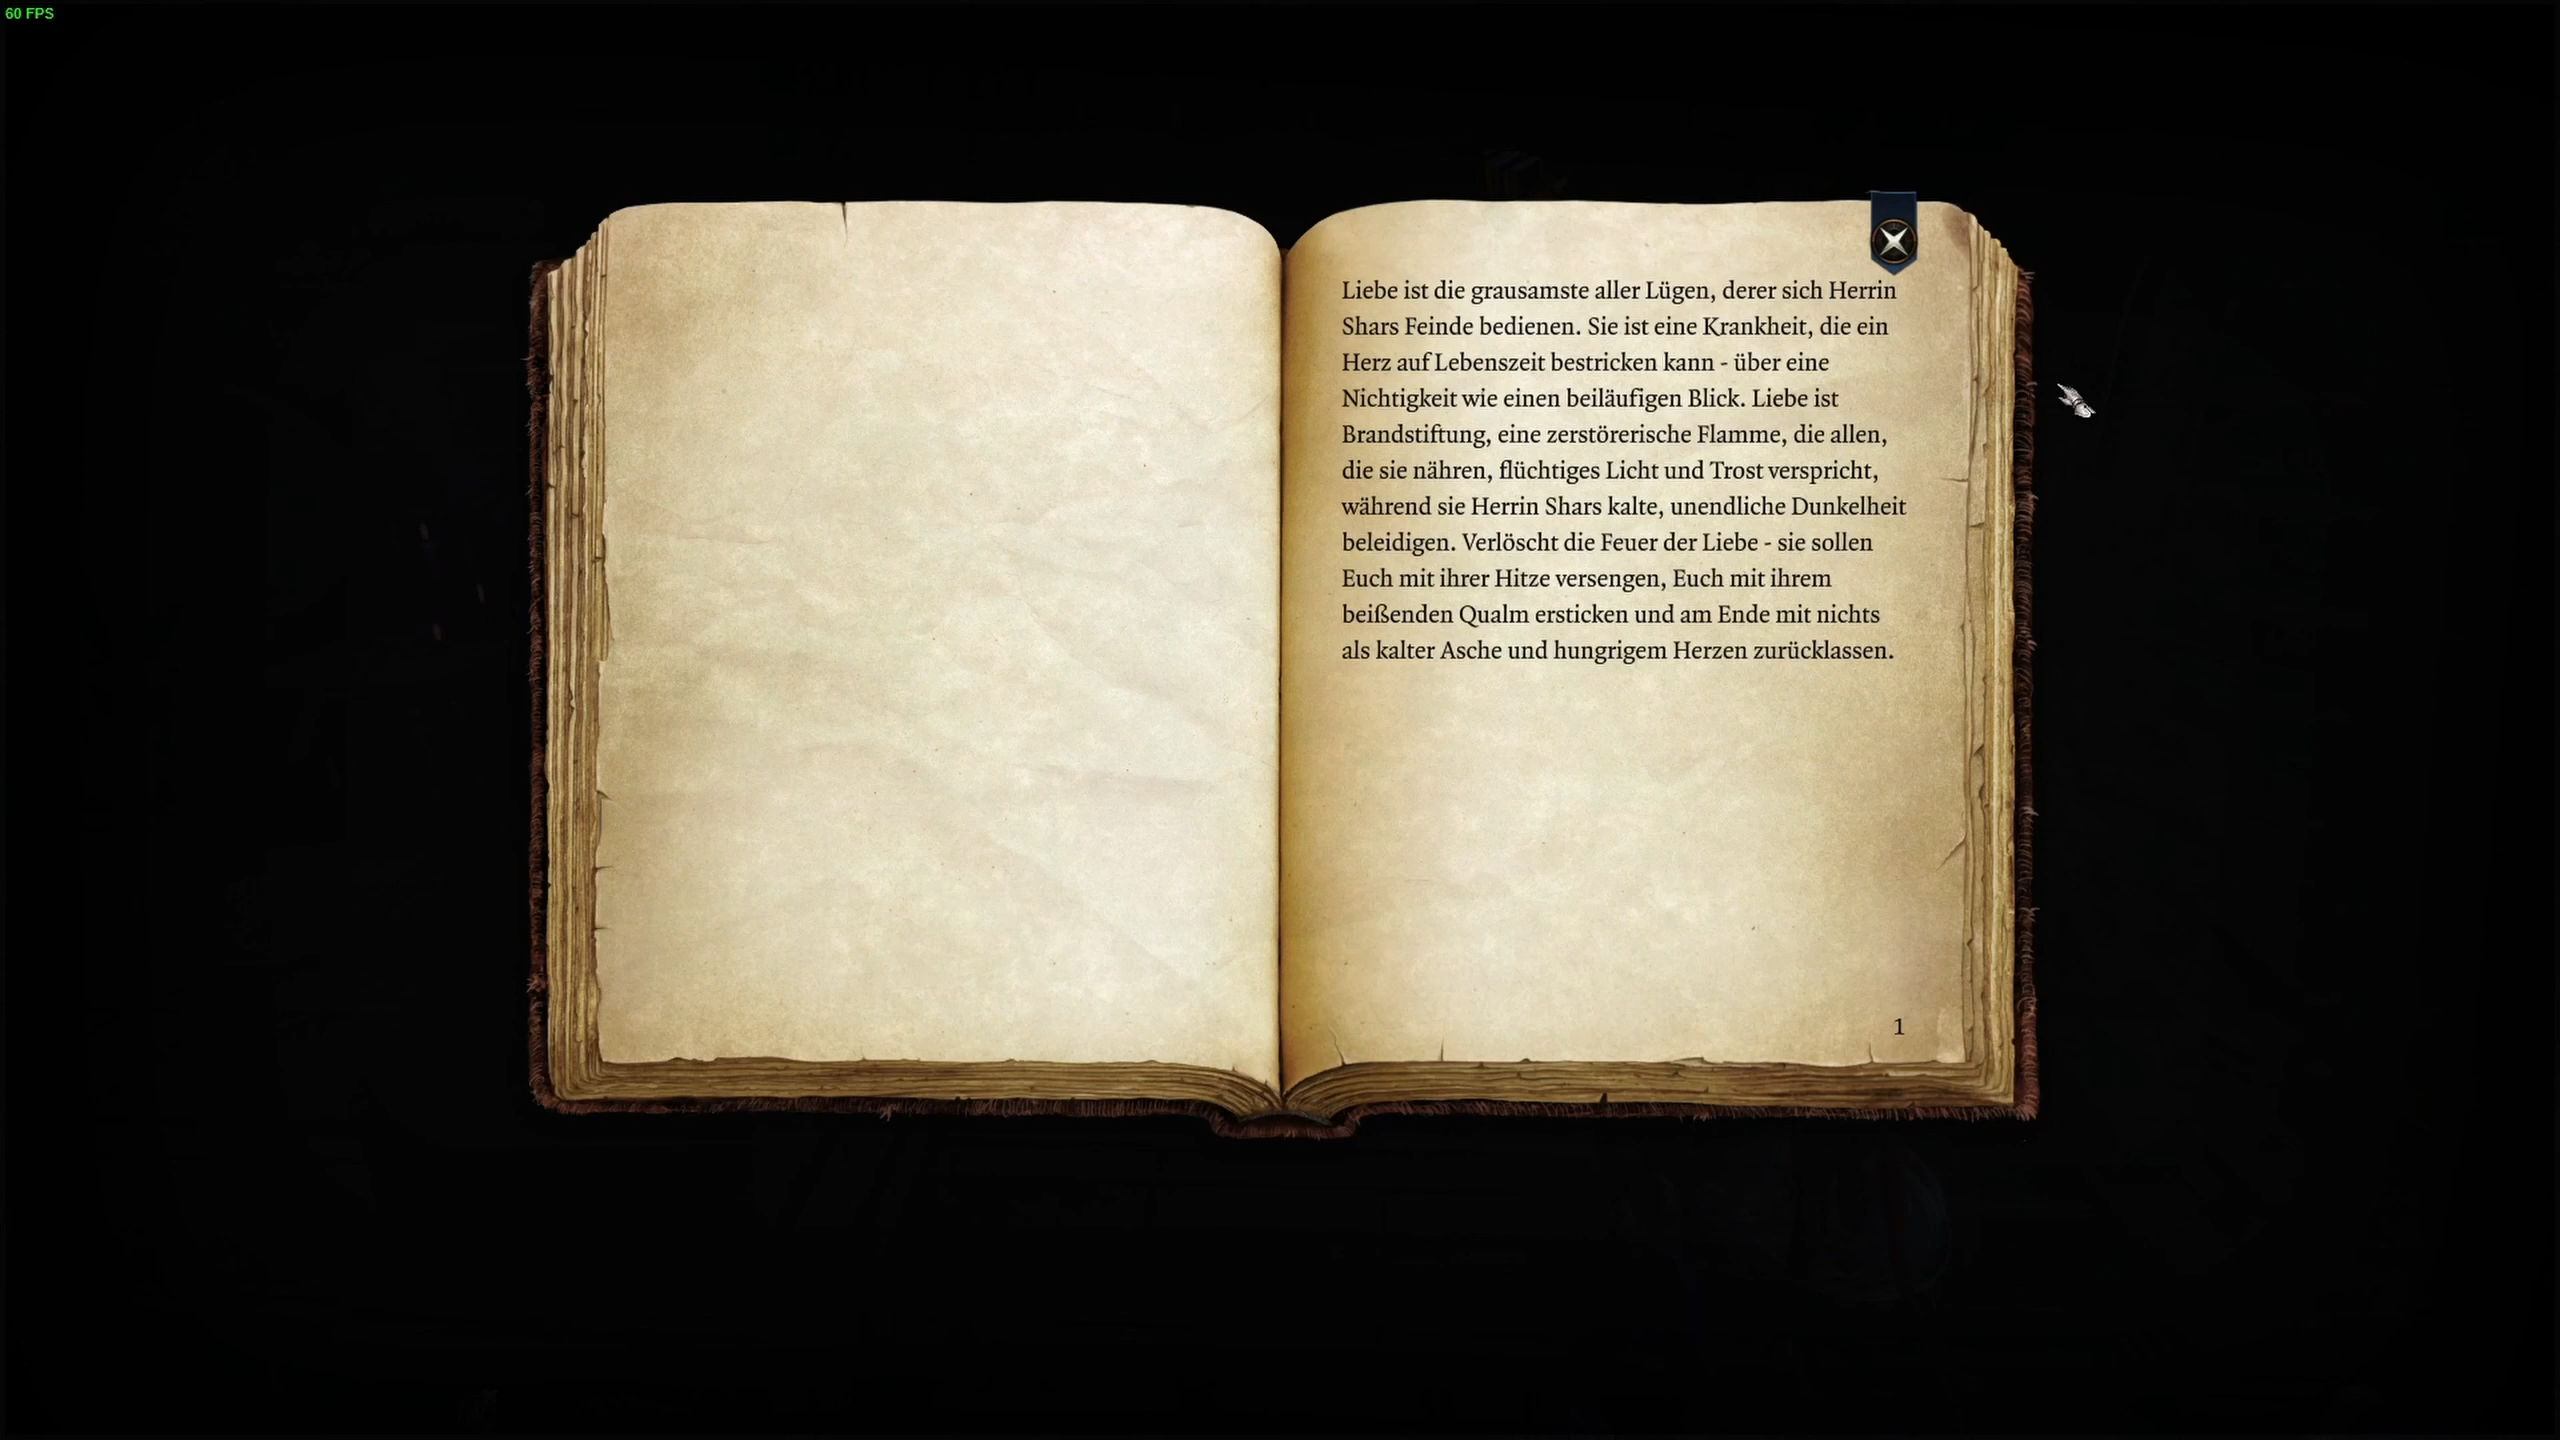 60 FPS
Liebe ist die grausamste aller Lügen, derer sich Herrin
Shars Feinde bedienen. Sie ist eine Krankheit, die ein
Herz auf Lebenszeit bestricken kann - über eine
Nichtigkeit wie einen beiläufigen Blick. Liebe ist
Brandstiftung, eine zerstörerische Flamme, die allen,
die sie nähren, flüchtiges Licht und Trost verspricht,
während sie Herrin Shars kalte, unendliche Dunkelheit
beleidigen. Verlöscht die Feuer der Liebe - sie sollen
Euch mit ihrer Hitze versengen, Euch mit ihrem
beißenden Qualm ersticken und am Ende mit nichts
als kalter Asche und hungrigem Herzen zurücklassen.
1